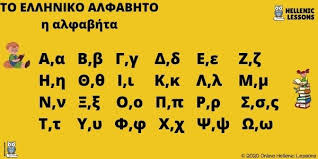 ΤΟ ΕΛΛΗΝΙΚΟ ΑΛΦΑΒΗΤΟ
η αλφαβήτα
HELLENIC
LESSONS
Α,α Β,β Γ,γ Δ,δ Ε,ε Ζ,ζ
Η,η Θ,θ Ι,ι Κ,κ Λ,λ Μ,μ
Ν,ν Ξ,ξ Ο,ο Π,π Ρ,ρ Σ,σ,ς
Τ,τ Υ,υ Φ,φ Χ,χ Ψ,ψ Ω,ω
© 2020 Online Hellenic Lessons